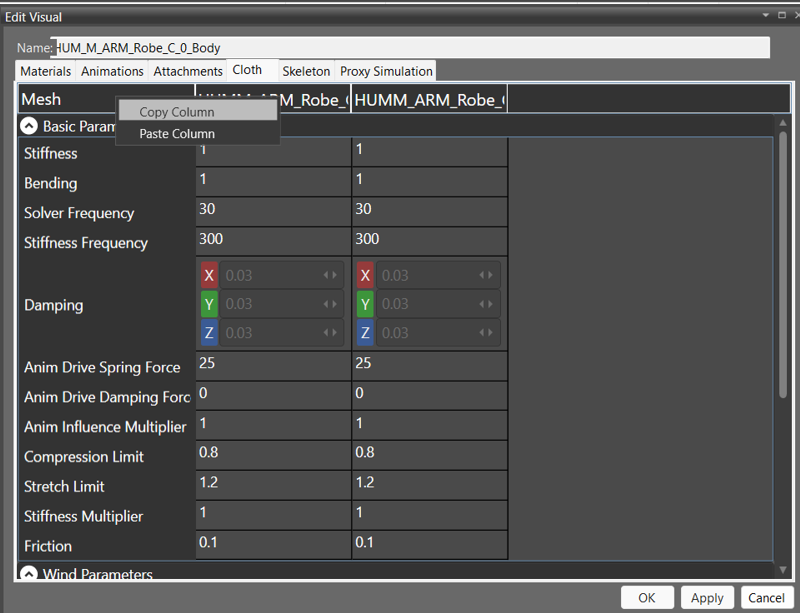 Edit Visual
Name: HUM_M_ARM_Robe_C_0_Body
Materials Animations Attachments Cloth Skeleton Proxy Simulation
Mesh HUMM_ARM_Robe_
Copy Column
Basic Param
Paste Column
Stiffness 1 1
Bending 1 1
Solver Frequency 30 30
Stiffness Frequency 300 300
X 0.03 X 0.03
Damping Y 0.03 Y 0.03
Z 0.03 Z 0.03
Anim Drive Spring Force 25 25
Anim Drive Damping Forc 0 0
Anim Influence Multiplier 1 1
Compression Limit 0.8 0.8
Stretch Limit 1.2 1.2
Stiffness Multiplier 1 1
Friction 0.1 0.1
Wind Parameters
OK Apply Cancel